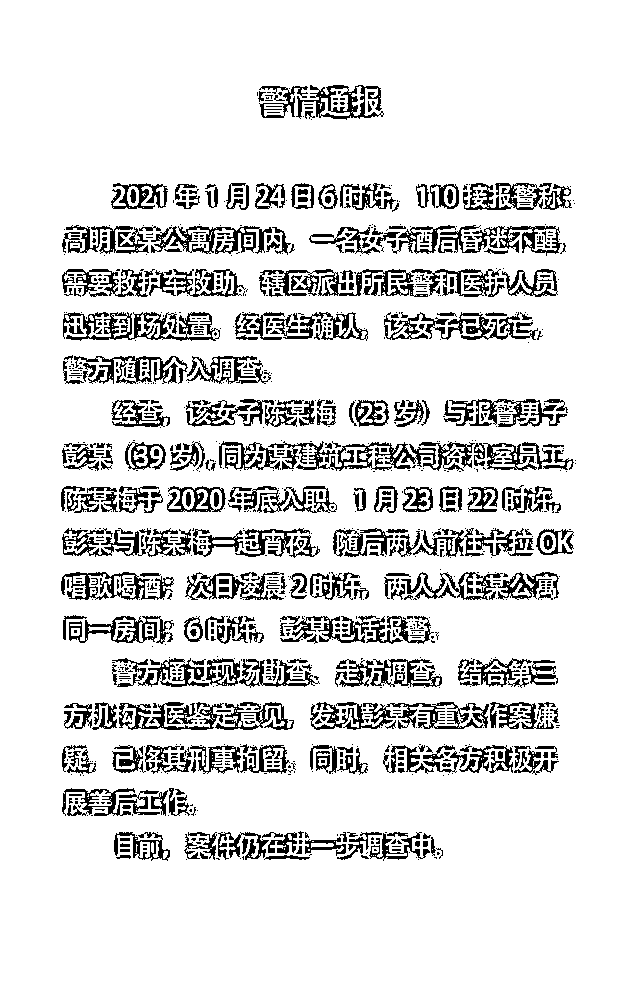 警情通报
2021 年 1 月 24 日 6 时许，110 接报警称：
高明区某公寓房间内，一名女子酒后昏迷不醒，
需要救护车救助。辖区派出所民警和医护人员
迅速到场处置。经医生确认，该女子已死亡，
警方随即介入调查。
经查，该女子陈某梅（23 岁）与报警男子
彭某（39 岁），同为某建筑工程公司资料室员工，
陈某梅于 2020 年底入职。1 月 23 日 22 时许，
彭某与陈某梅一起宵夜，随后两人前往卡拉 OK
唱歌喝酒；次日凌晨 2 时许，两人入住某公寓
同一房间；6 时许，彭某电话报警。
警方通过现场勘查、走访调查，结合第三
方机构法医鉴定意见，发现彭某有重大作案嫌
疑，已将其刑事拘留。同时，相关各方积极开
展善后工作。
目前，案件仍在进一步调查中。